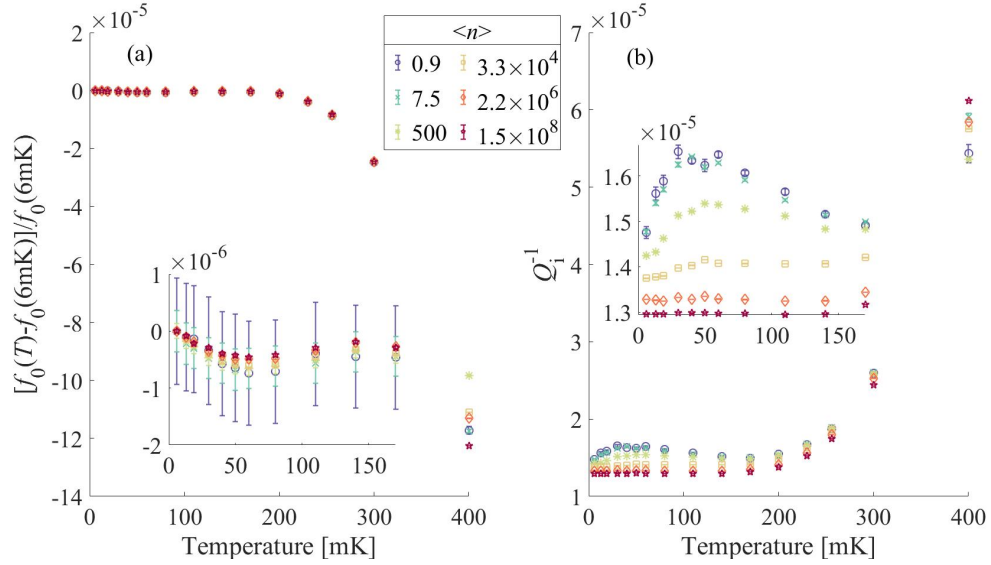 ×10⁻⁵
(a)
2
0
-2
-4
-6
-8
-10
-12
-14
[f₀(T)-f₀(6mK)]/f₀(6mK)
×10⁻⁶
1
0
-1
-2
0 50 100 150
0 100 200 300 400
Temperature [mK]
<n>
0.9 3.3×10⁴
7.5 2.2×10⁶
500 1.5×10⁸
×10⁻⁵
(b)
7
6
5
4
3
2
1
Qᵢ⁻¹
×10⁻⁵
1.6
1.5
1.4
1.3
0 50 100 150
0 100 200 300 400
Temperature [mK]